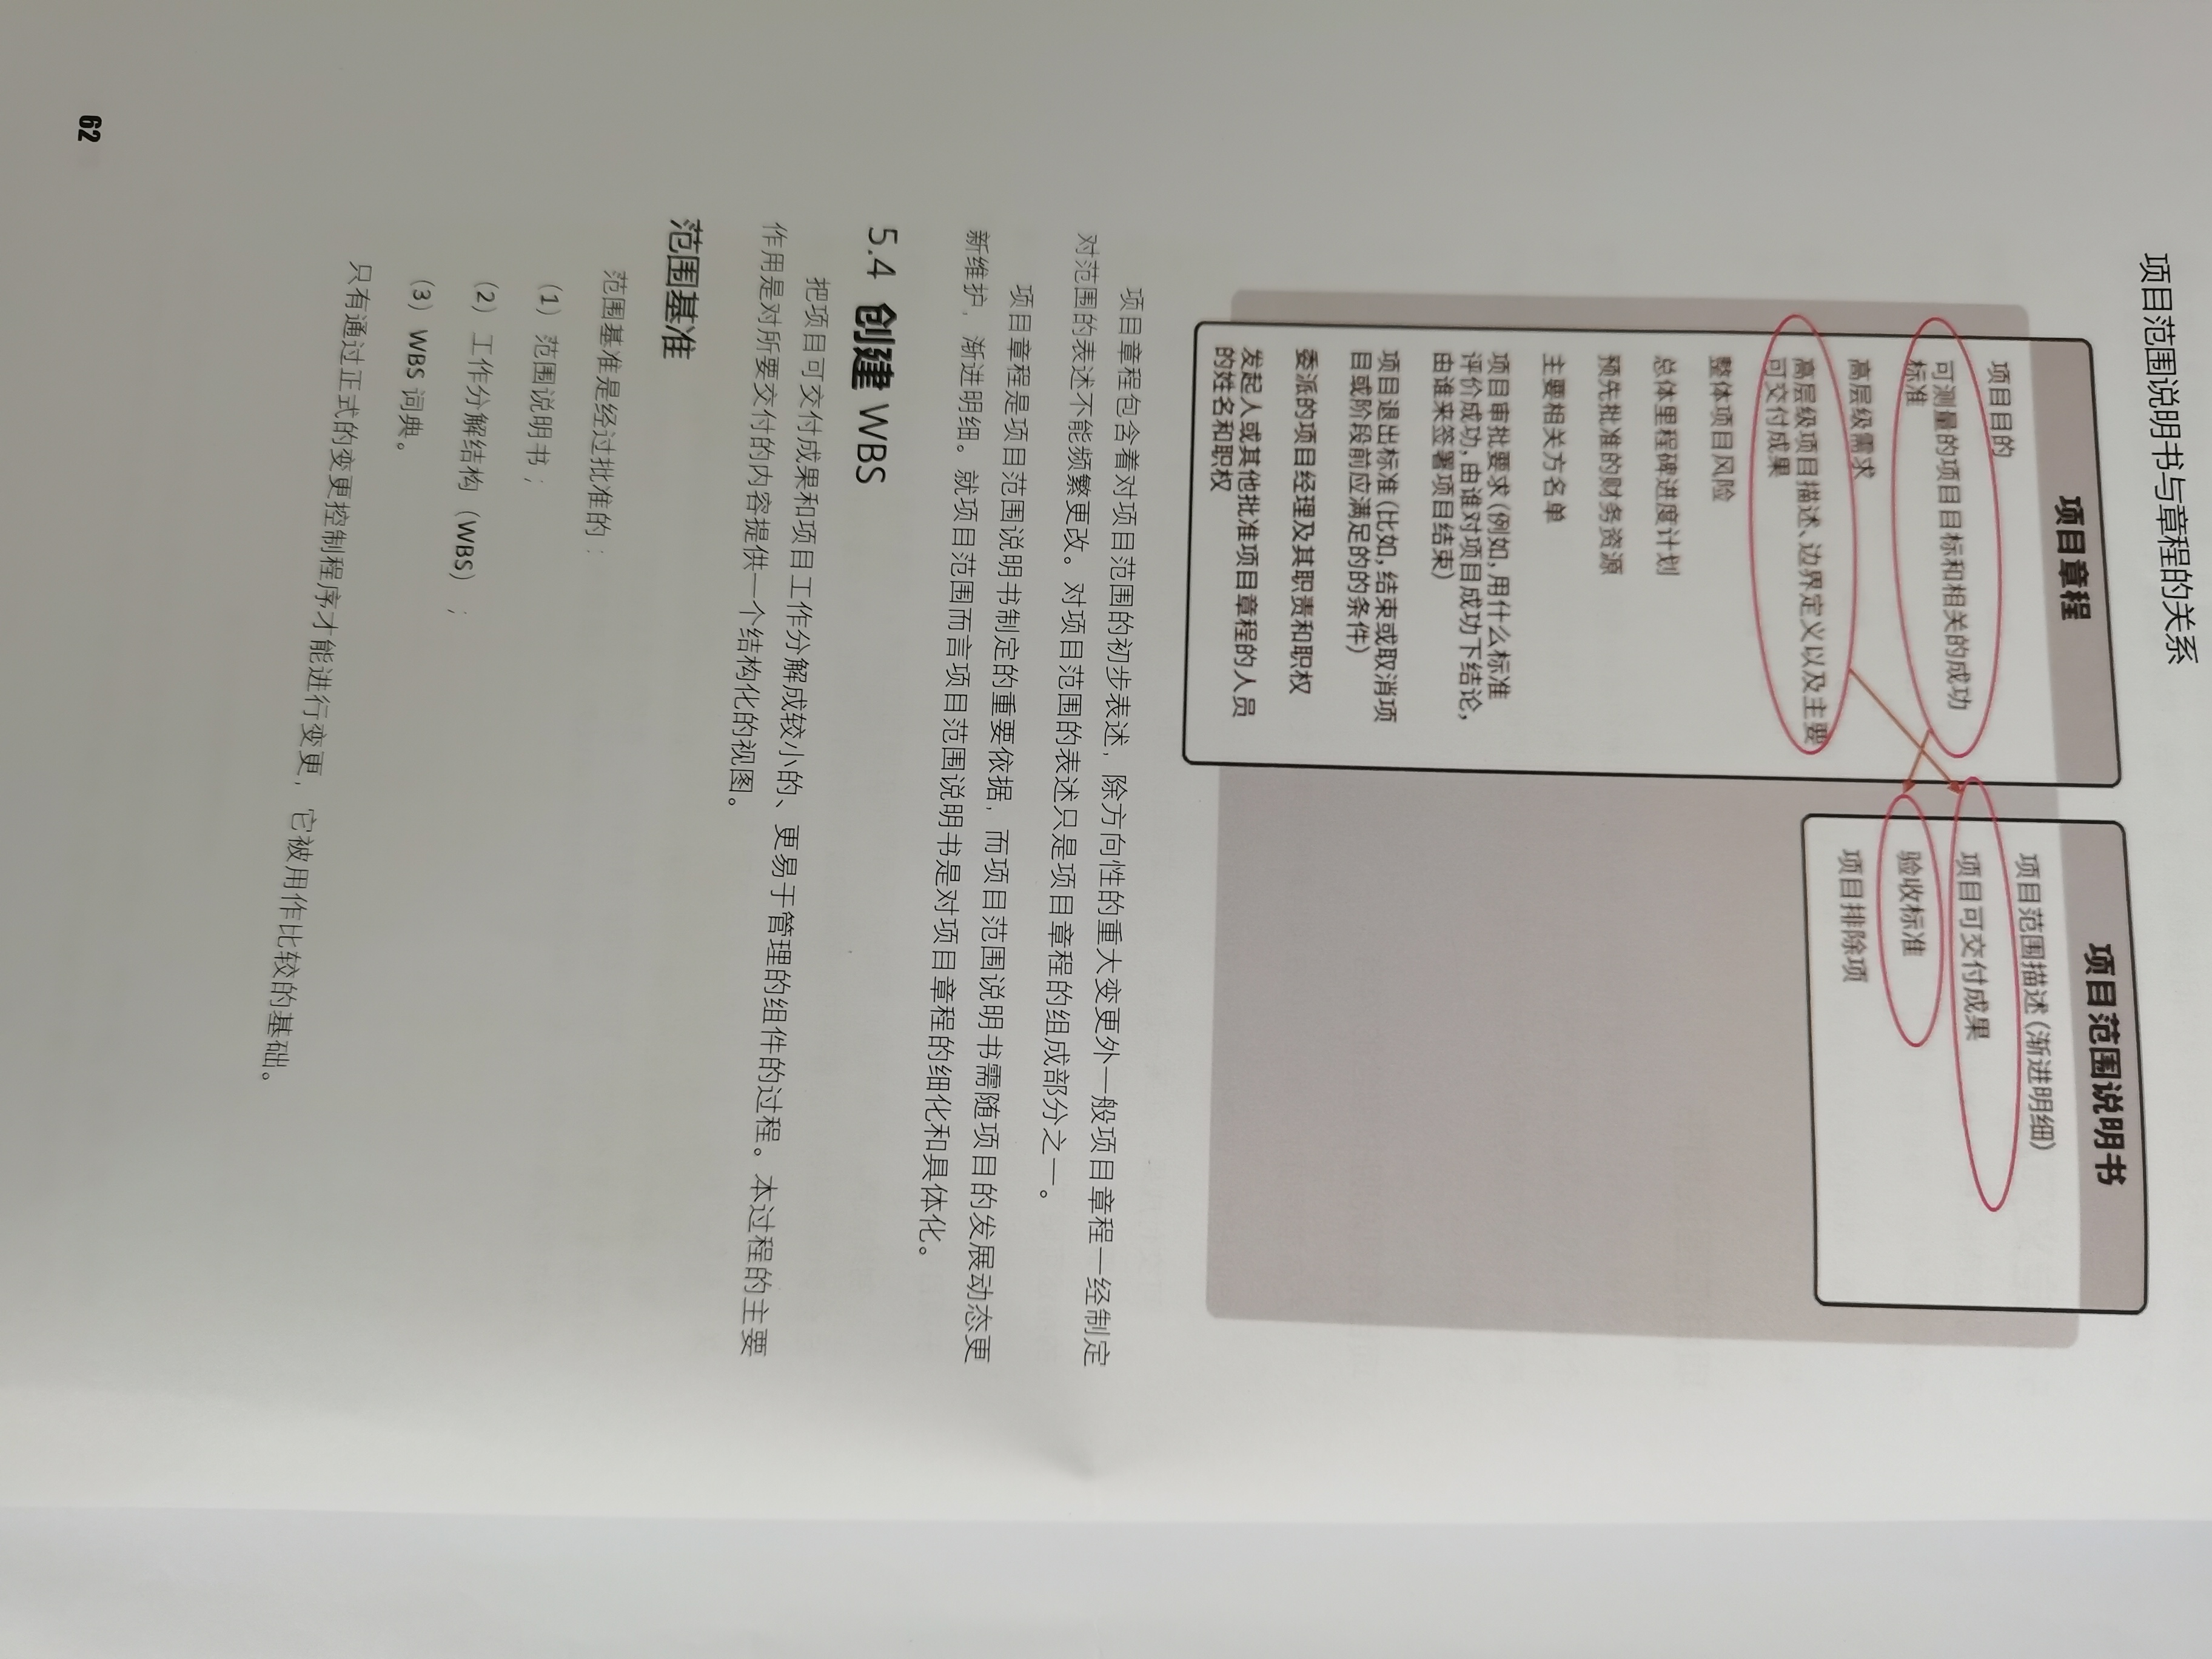 项目范围说明书与章程的关系
项目章程
项目目的
可测量的项目目标和相关的成功
标准
高层级需求
高层级项目描述、边界定义以及主要
可交付成果
整体项目风险
总体里程碑进度计划
预先批准的财务资源
主要相关方名单
项目审批要求(例如,用什么标准
评价成功,由谁对项目成功下结论,
由谁来签署项目结束)
项目退出标准(比如,结束或取消项
目或阶段前应满足的的条件)
委派的项目经理及其职责和职权
发起人或其他批准项目章程的人员
的姓名和职权
项目范围说明书
项目范围描述(渐进明细)
项目可交付成果
验收标准
项目排除项
项目章程包含着对项目范围的初步表述，除方向性的重大变更外一般项目章程一经制定
对范围的表述不能频繁更改。对项目范围的表述只是项目章程的组成部分之一。
项目章程是项目范围说明书制定的重要依据，而项目范围说明书需随项目的发展动态更
新维护，渐进明细。就项目范围而言项目范围说明书是对项目章程的细化和具体化。
5.4 创建 WBS
把项目可交付成果和项目工作分解成较小的、更易于管理的组件的过程。本过程的主要
作用是对所要交付的内容提供一个结构化的视图。
范围基准
范围基准是经过批准的：
（1）范围说明书；
（2）工作分解结构（WBS）；
（3）WBS 词典。
只有通过正式的变更控制程序才能进行变更，它被用作比较的基础。
62